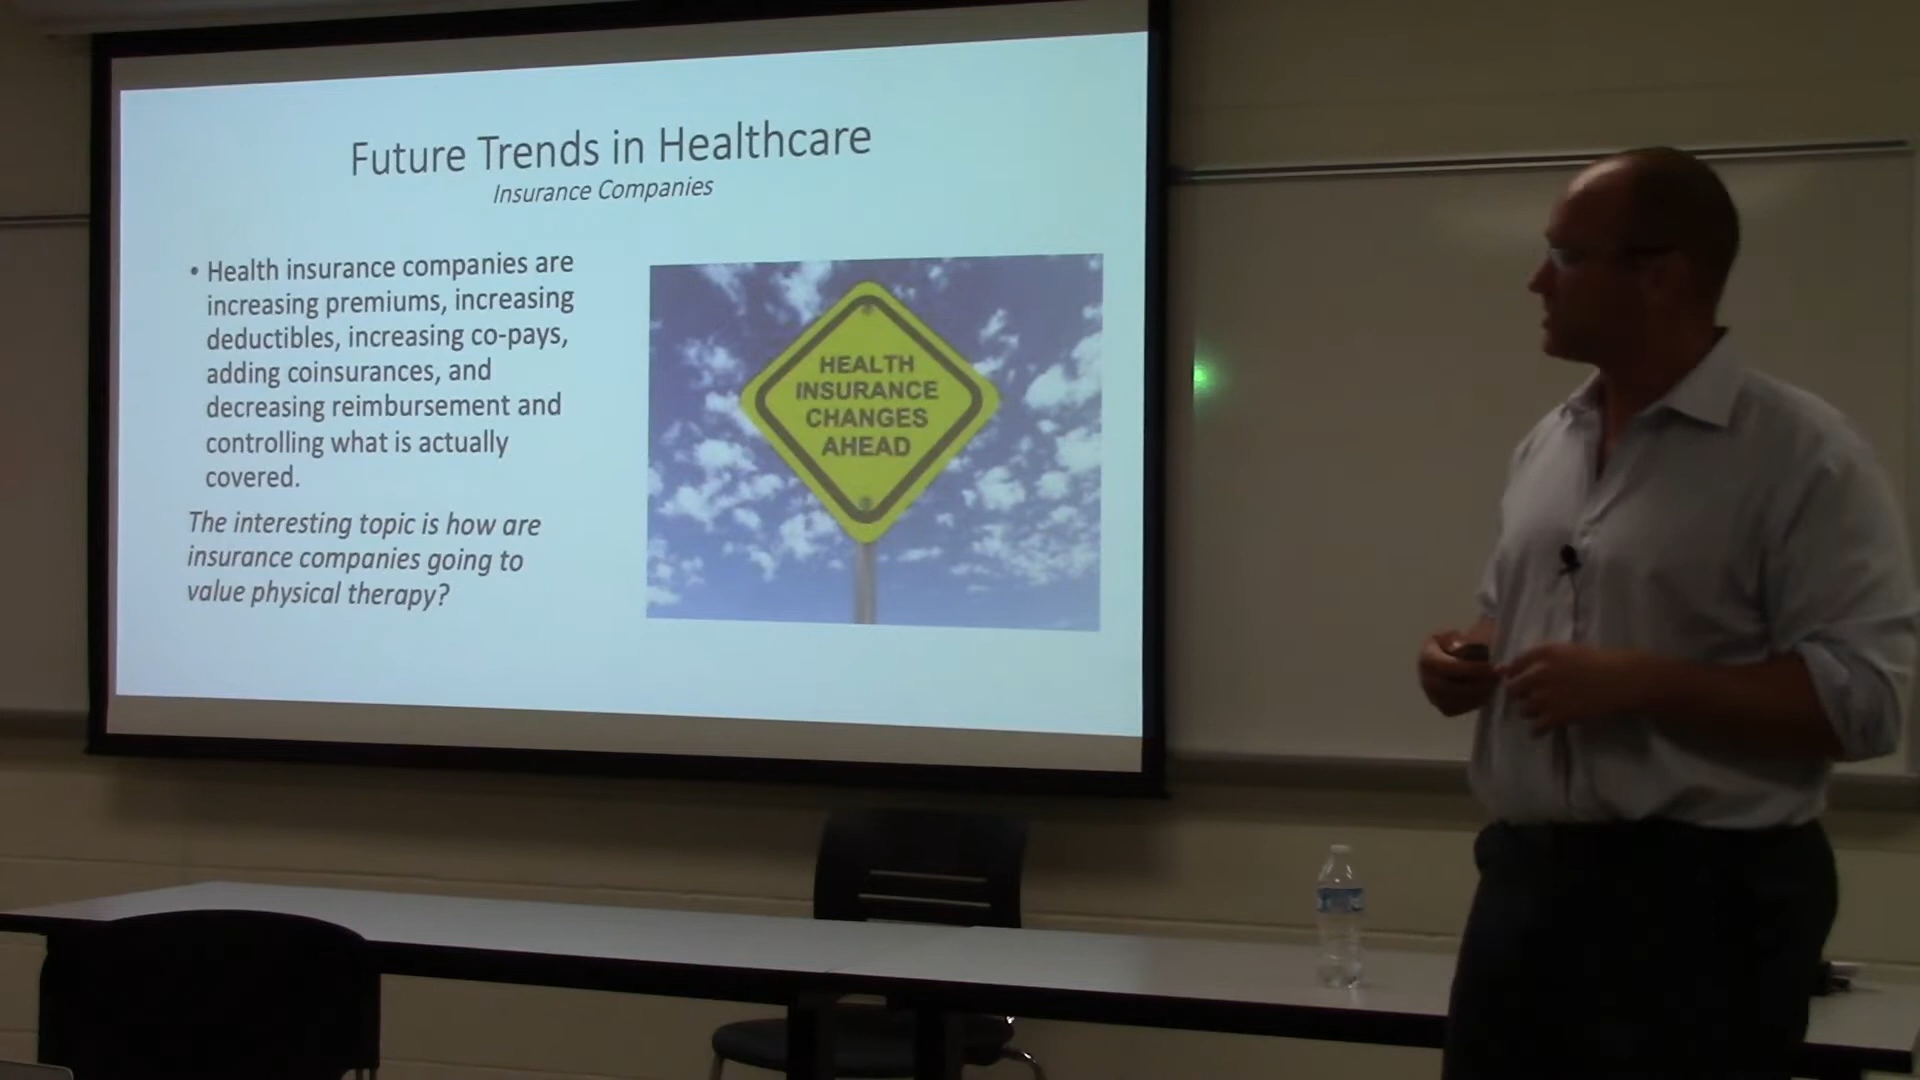 Future Trends in Healthcare
Insurance Companies
• Health insurance companies are
increasing premiums, increasing
deductibles, increasing co-pays,
adding coinsurances, and
decreasing reimbursement and
controlling what is actually
covered.
The interesting topic is how are
insurance companies going to
value physical therapy?
HEALTH
INSURANCE
CHANGES
AHEAD